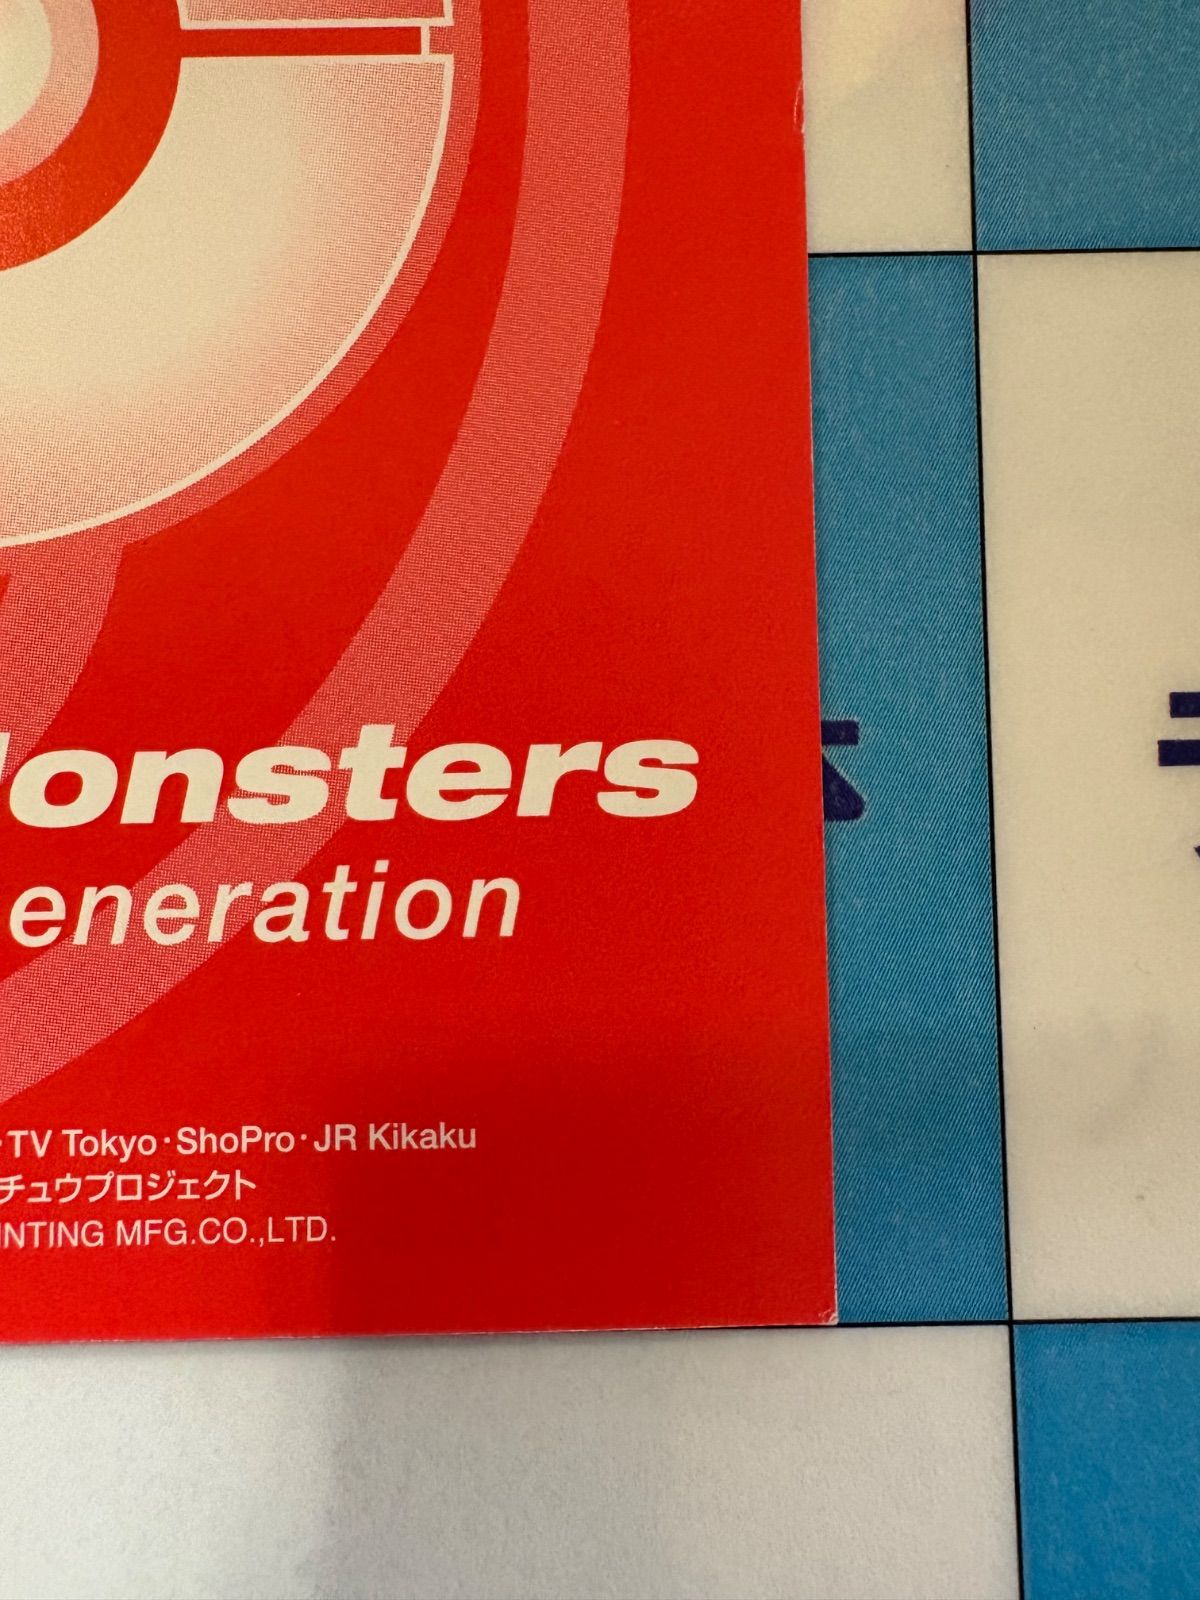 onsters
eneration
・TV Tokyo・ShoPro・JR Kikaku
チュウプロジェクト
INTING MFG.CO.,LTD.